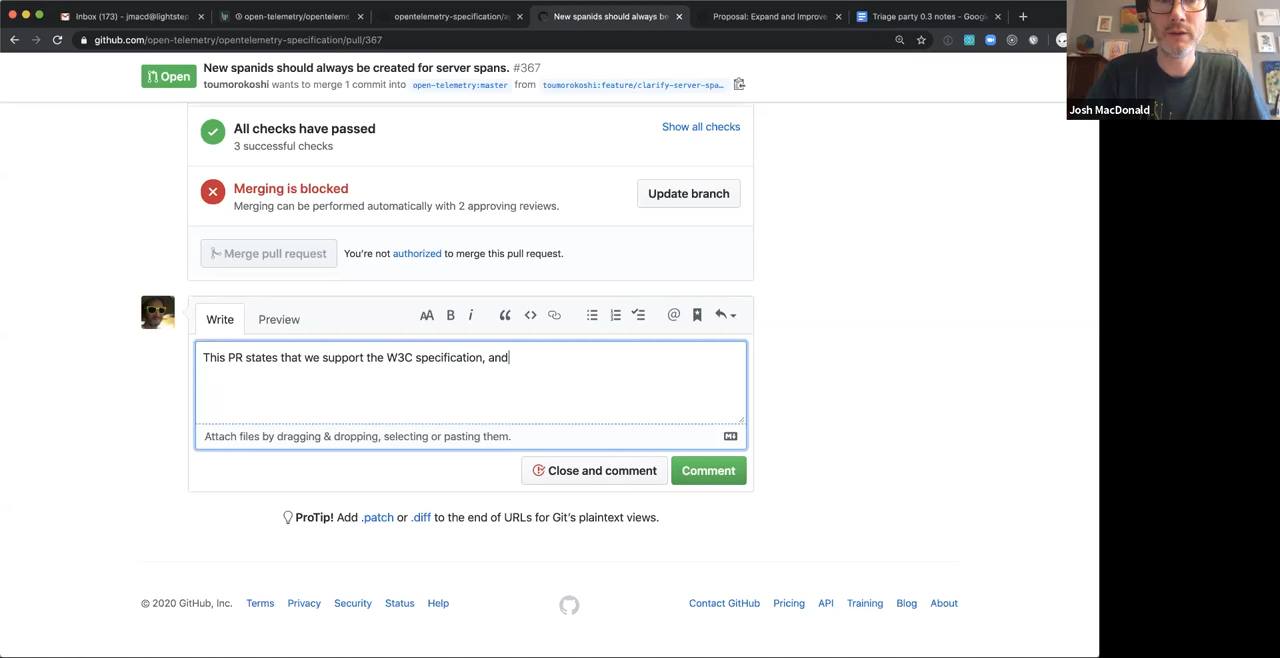 Inbox (173) - jmacd@lightstep
open-telemetry/opentelemc
opentelemetry-specification/a
New spanids should always be
Proposal: Expand and Improve
Triage party 0.3 notes - Goog
github.com/open-telemetry/opentelemetry-specification/pull/367
Josh MacDonald
Open
New spanids should always be created for server spans. #367
toumorokoshi wants to merge 1 commit into open-telemetry:master from toumorokoshi:feature/clarify-server-spa…
All checks have passed
Show all checks
3 successful checks
Merging is blocked
Update branch
Merging can be performed automatically with 2 approving reviews.
Merge pull request
You're not authorized to merge this pull request.
Write
Preview
AA B i
This PR states that we support the W3C specification, and
Attach files by dragging & dropping, selecting or pasting them.
Close and comment
Comment
ProTip! Add .patch or .diff to the end of URLs for Git's plaintext views.
© 2020 GitHub, Inc. Terms Privacy Security Status Help
Contact GitHub Pricing API Training Blog About